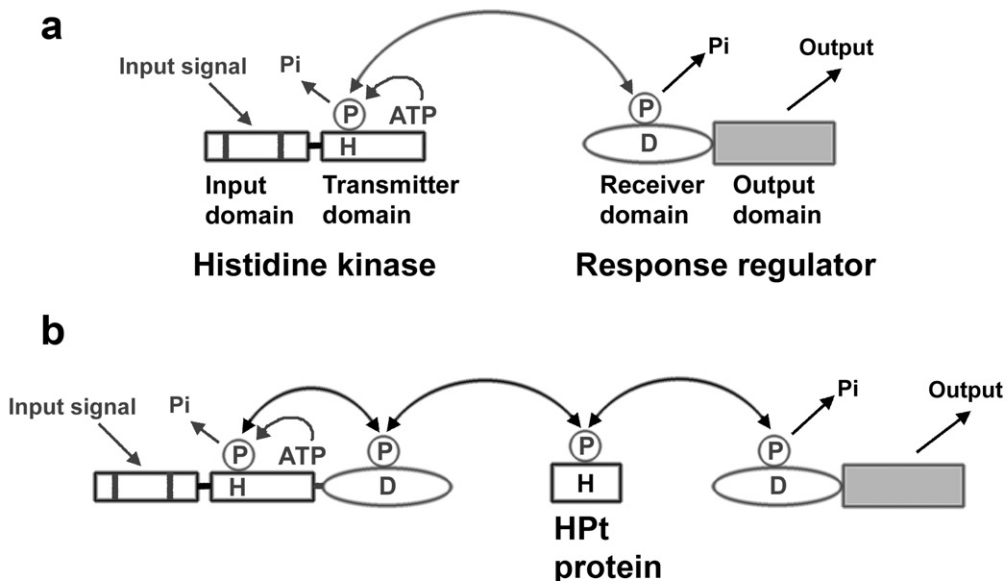 a
Input signal
Pi
P
ATP
H
Input
domain
Transmitter
domain
Histidine kinase
Pi
Output
P
D
Receiver
domain
Output
domain
Response regulator
b
Input signal
Pi
P
ATP
H
P
D
P
H
HPt
protein
Pi
Output
P
D